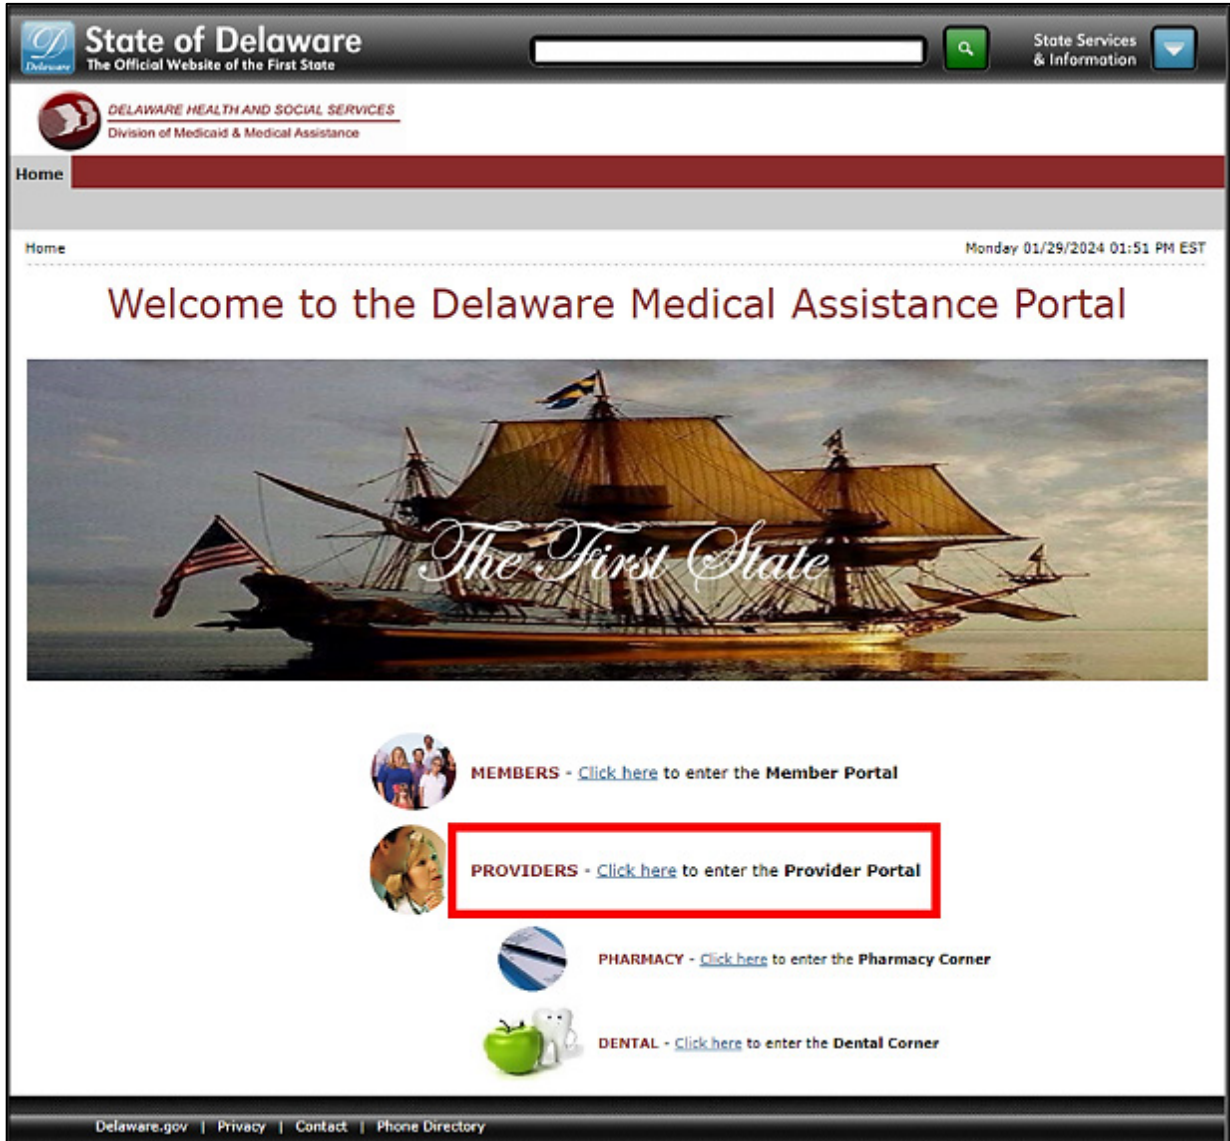 State of Delaware
The Official Website of the First State
State Services
& Information
Delaware
DELAWARE HEALTH AND SOCIAL SERVICES
Division of Medicaid & Medical Assistance
Home
Home
Monday 01/29/2024 01:51 PM EST
Welcome to the Delaware Medical Assistance Portal
The First State
MEMBERS - Click here to enter the Member Portal
PROVIDERS - Click here to enter the Provider Portal
PHARMACY - Click here to enter the Pharmacy Corner
DENTAL - Click here to enter the Dental Corner
Delaware.gov | Privacy | Contact | Phone Directory